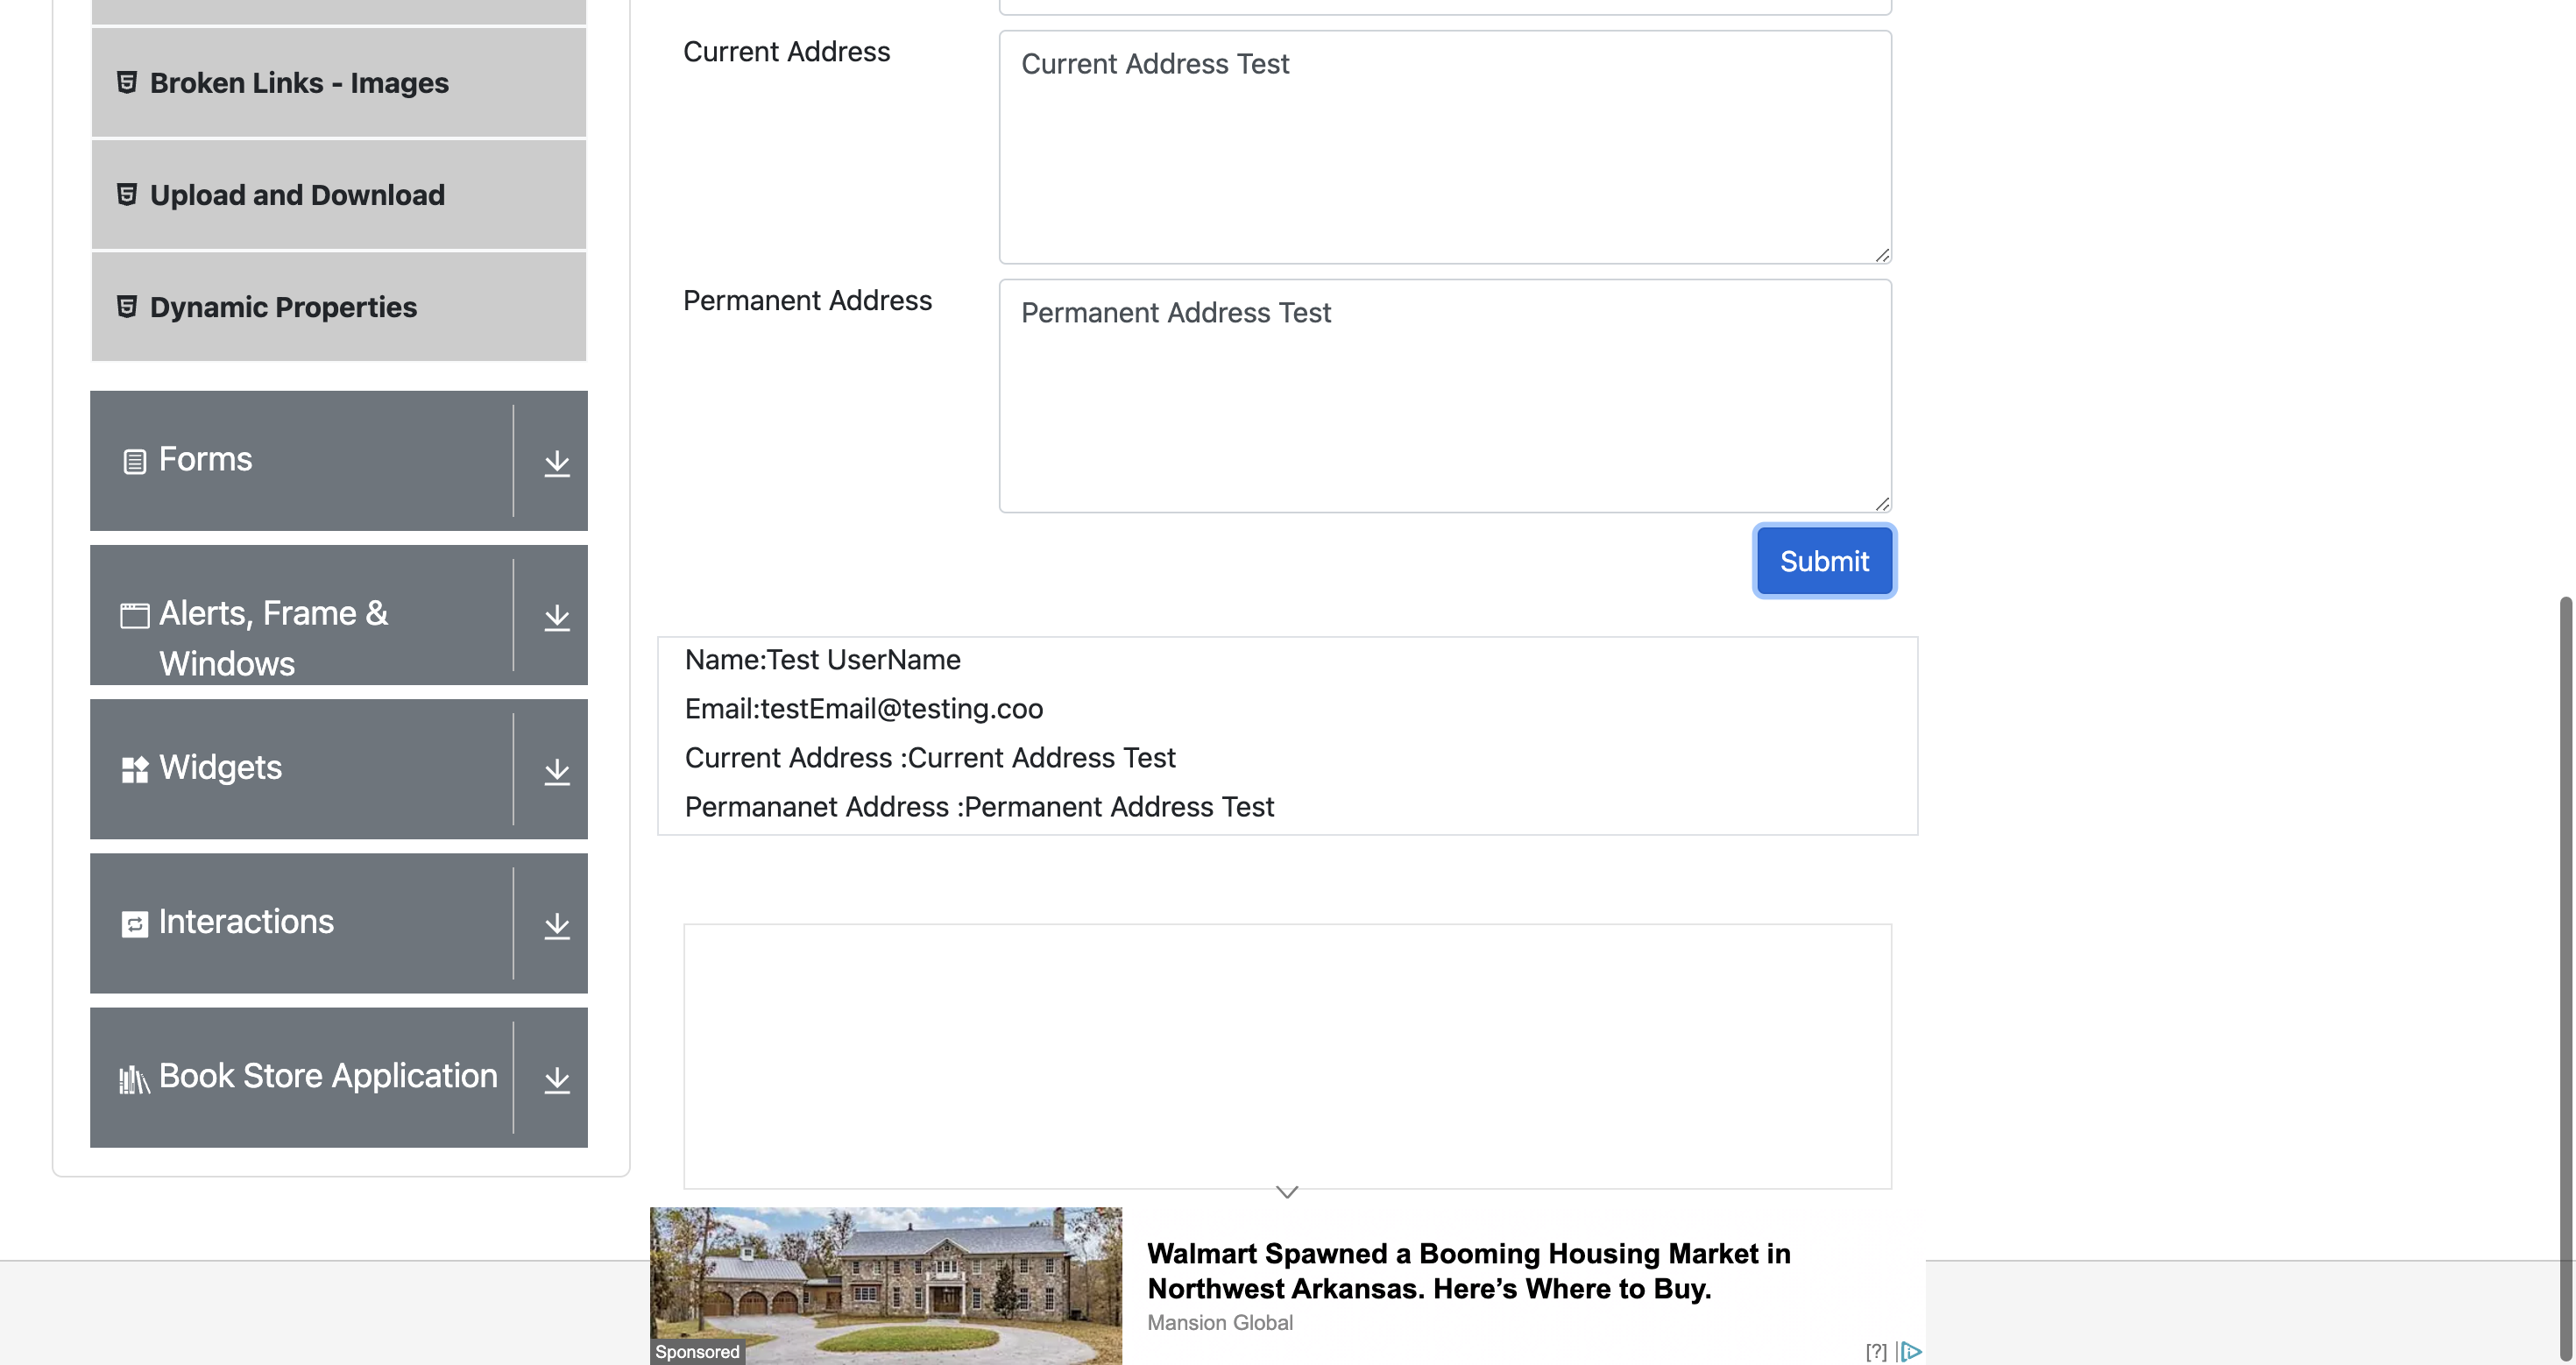 Broken Links - Images
Upload and Download
Dynamic Properties
Forms
Alerts, Frame &
Windows
Widgets
Interactions
Book Store Application
Current Address
Current Address Test
Permanent Address
Permanent Address Test
Submit
Name:Test UserName
Email:testEmail@testing.coo
Current Address :Current Address Test
Permananet Address :Permanent Address Test
Walmart Spawned a Booming Housing Market in
Northwest Arkansas. Here’s Where to Buy.
Mansion Global
Sponsored
[?]